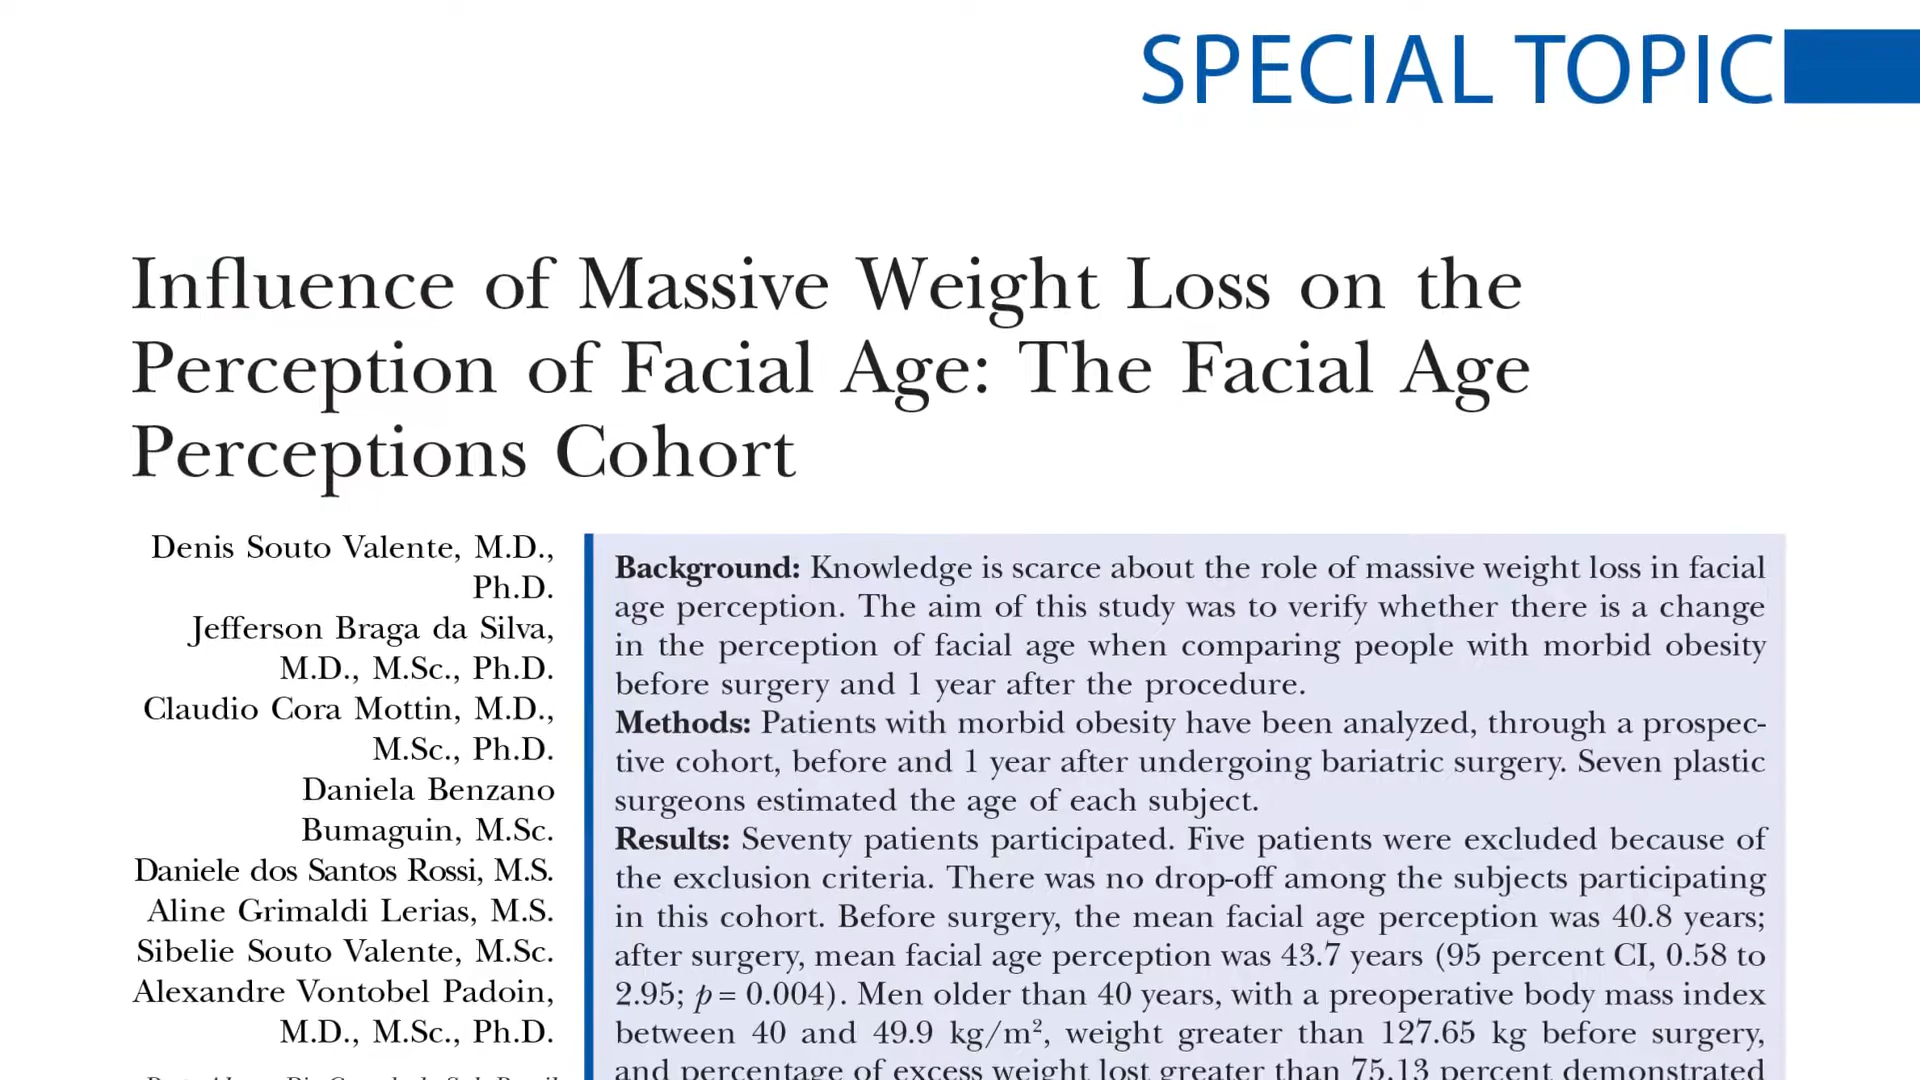 SPECIAL TOPIC
Influence of Massive Weight Loss on the
Perception of Facial Age: The Facial Age
Perceptions Cohort
Denis Souto Valente, M.D.,
Ph.D.
Jefferson Braga da Silva,
M.D., M.Sc., Ph.D.
Claudio Cora Mottin, M.D.,
M.Sc., Ph.D.
Daniela Benzano
Bumaguin, M.Sc.
Daniele dos Santos Rossi, M.S.
Aline Grimaldi Lerias, M.S.
Sibelie Souto Valente, M.Sc.
Alexandre Vontobel Padoin,
M.D., M.Sc., Ph.D.
Background: Knowledge is scarce about the role of massive weight loss in facial
age perception. The aim of this study was to verify whether there is a change
in the perception of facial age when comparing people with morbid obesity
before surgery and 1 year after the procedure.
Methods: Patients with morbid obesity have been analyzed, through a prospec-
tive cohort, before and 1 year after undergoing bariatric surgery. Seven plastic
surgeons estimated the age of each subject.
Results: Seventy patients participated. Five patients were excluded because of
the exclusion criteria. There was no drop-off among the subjects participating
in this cohort. Before surgery, the mean facial age perception was 40.8 years;
after surgery, mean facial age perception was 43.7 years (95 percent CI, 0.58 to
2.95; p = 0.004). Men older than 40 years, with a preoperative body mass index
between 40 and 49.9 kg/m², weight greater than 127.65 kg before surgery,
and percentage of excess weight lost greater than 75.13 percent demonstrated